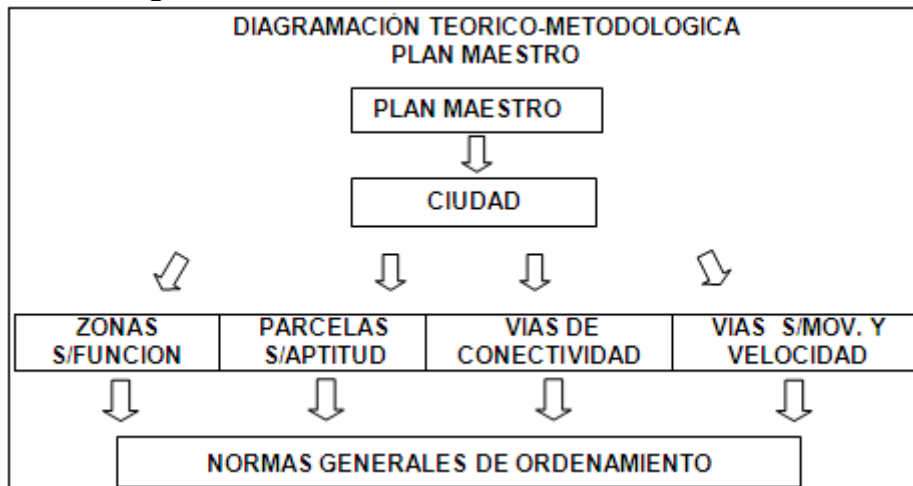 DIAGRAMACIÓN TEORICO-METODOLOGICA
PLAN MAESTRO
PLAN MAESTRO
CIUDAD
ZONAS
S/FUNCION
PARCELAS
S/APTITUD
VIAS DE
CONECTIVIDAD
VIAS S/MOV. Y
VELOCIDAD
NORMAS GENERALES DE ORDENAMIENTO